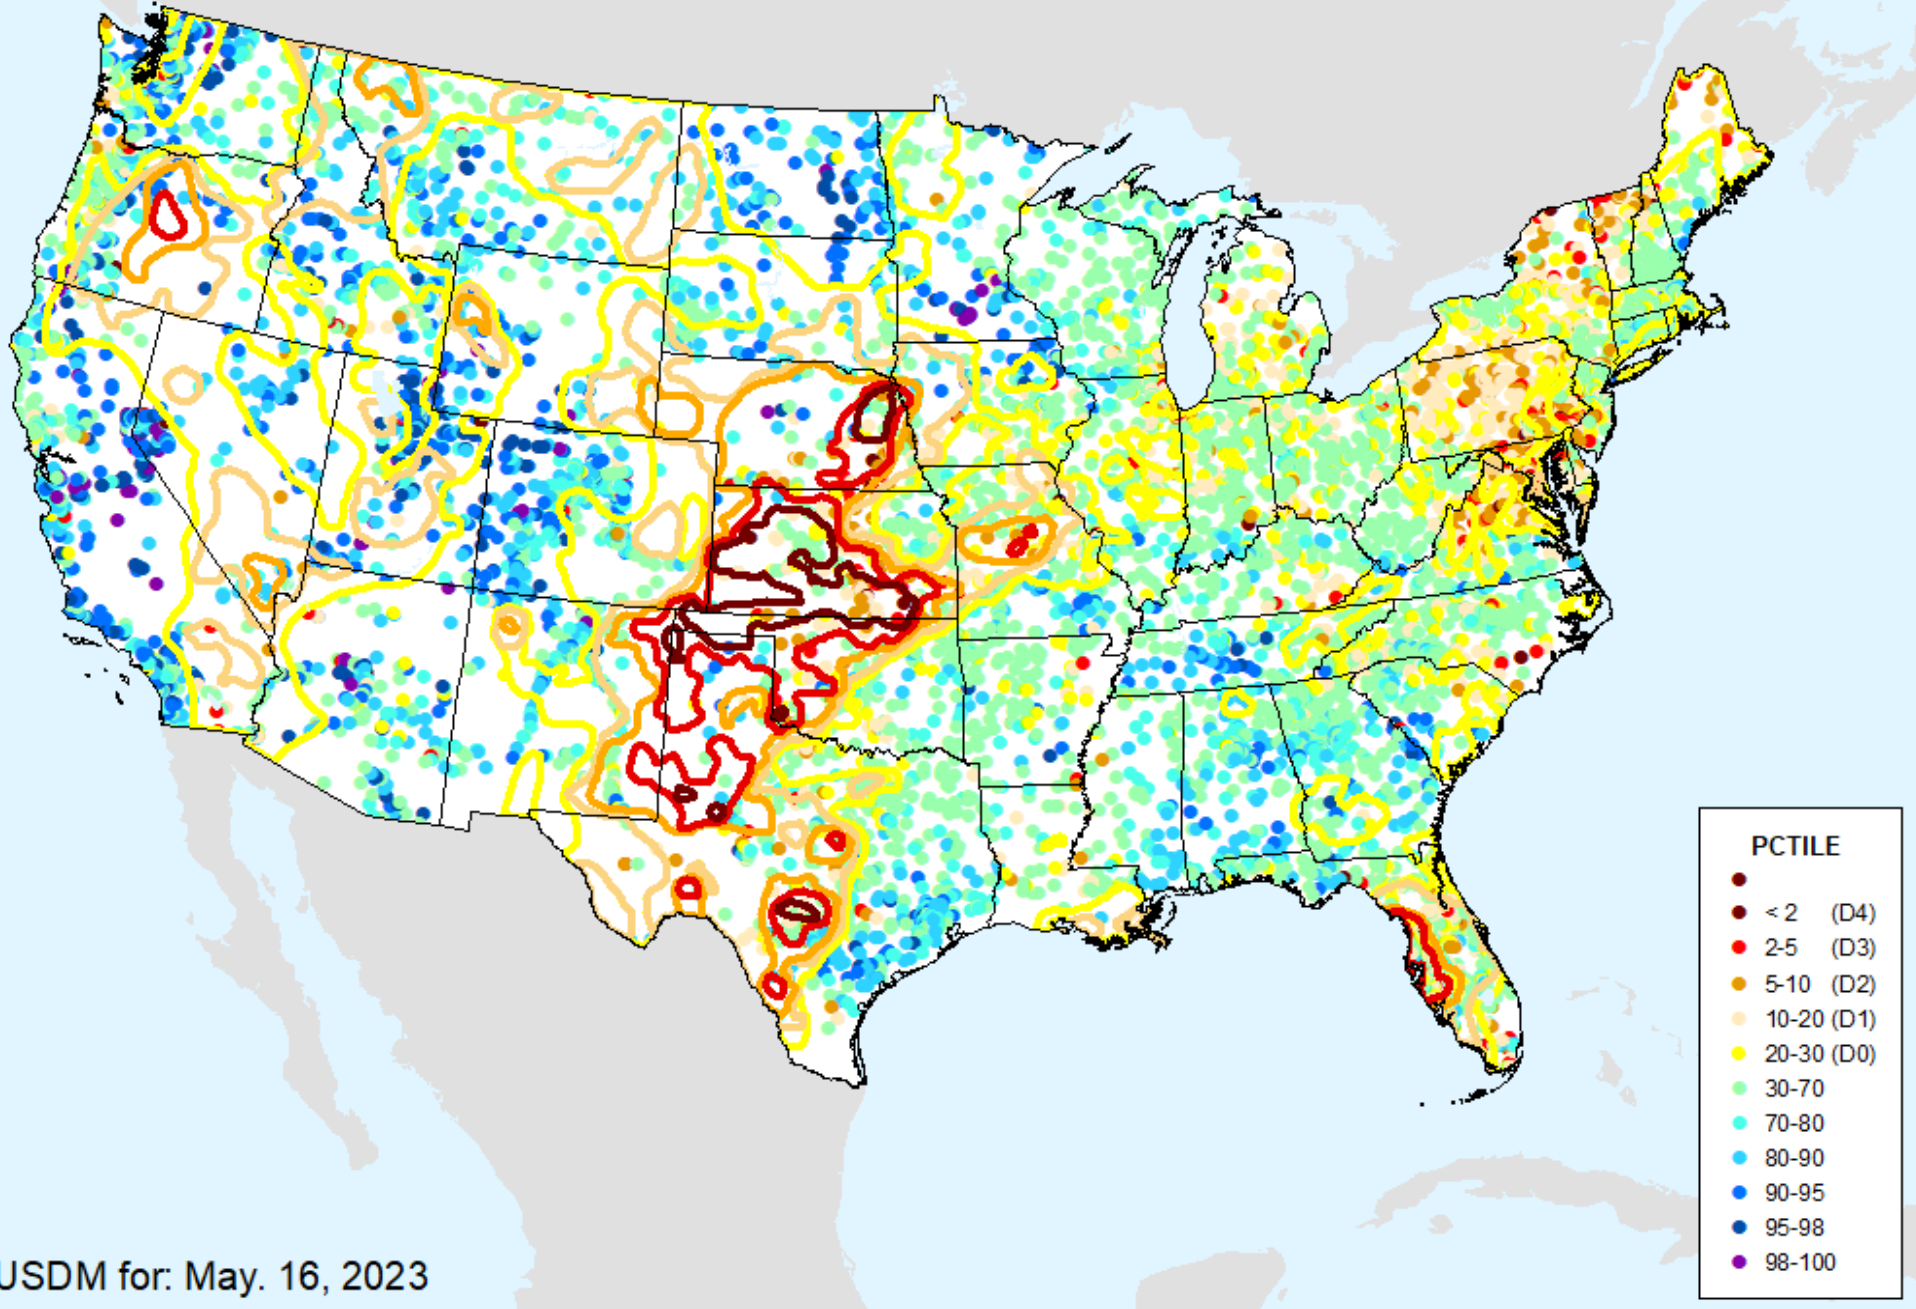 PCTILE
< 2 (D4)
2-5 (D3)
5-10 (D2)
10-20 (D1)
20-30 (D0)
30-70
70-80
80-90
90-95
95-98
98-100
USDM for: May. 16, 2023